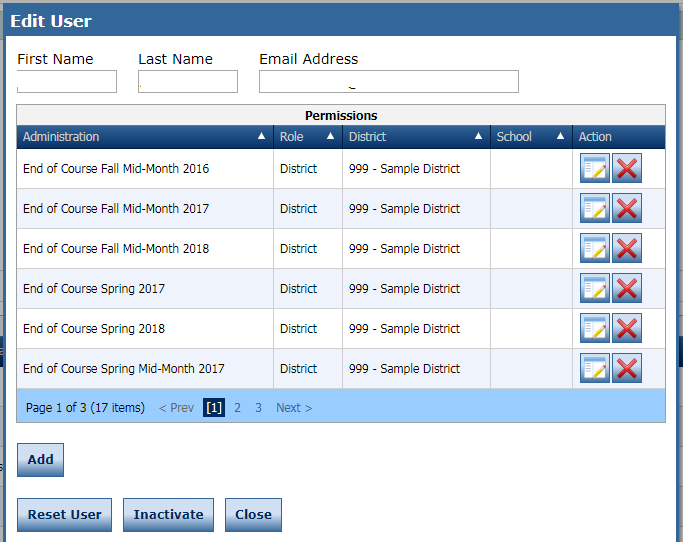 Edit User
First Name Last Name Email Address
Permissions
Administration Role District School Action
End of Course Fall Mid-Month 2016 District 999 - Sample District
End of Course Fall Mid-Month 2017 District 999 - Sample District
End of Course Fall Mid-Month 2018 District 999 - Sample District
End of Course Spring 2017 District 999 - Sample District
End of Course Spring 2018 District 999 - Sample District
End of Course Spring Mid-Month 2017 District 999 - Sample District
Page 1 of 3 (17 items) < Prev [1] 2 3 Next >
Add
Reset User Inactivate Close